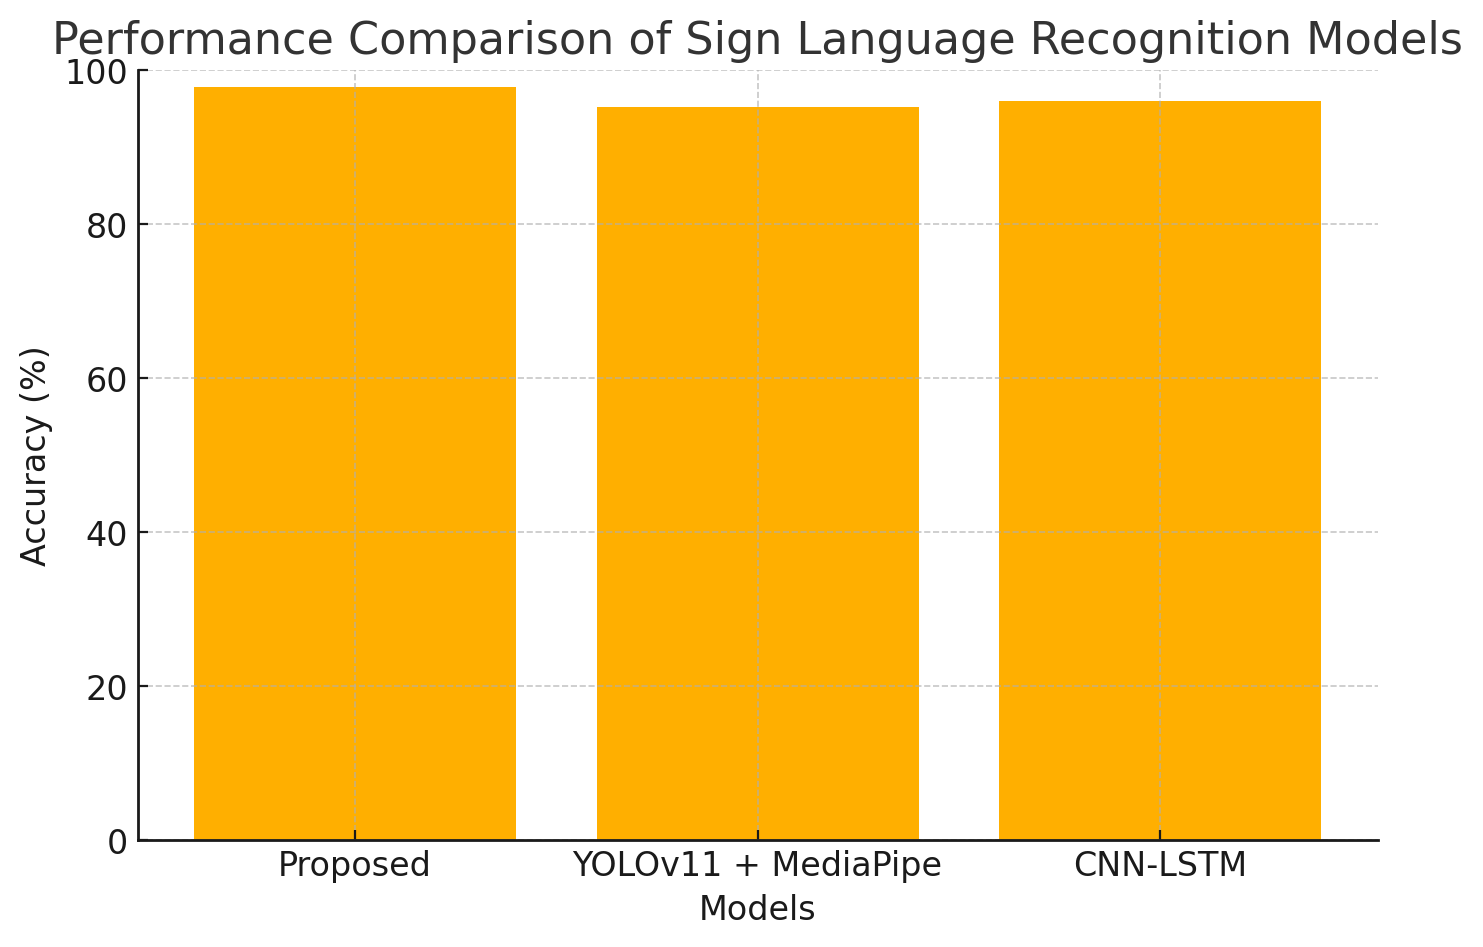 Performance Comparison of Sign Language Recognition Models
100
80
60
40
20
0
Accuracy (%)
Proposed
YOLOv11 + MediaPipe
CNN-LSTM
Models